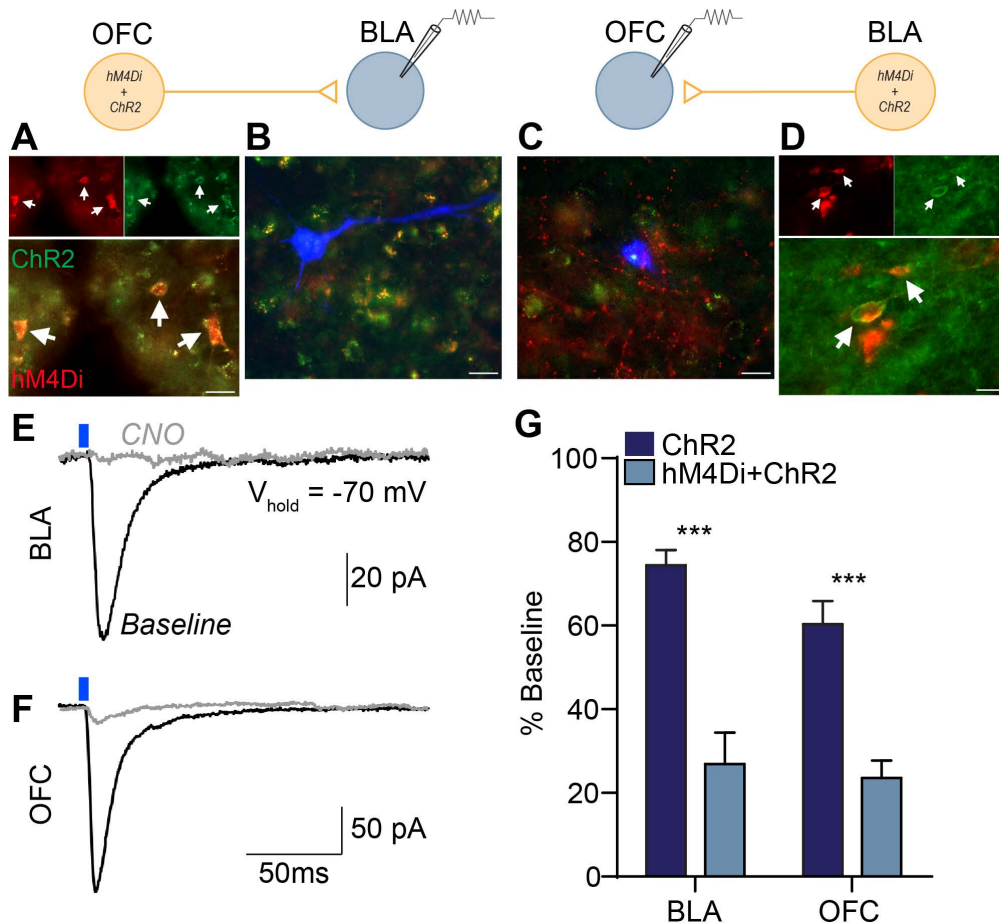 OFC
BLA
hM4Di
+
ChR2
OFC
BLA
hM4Di
+
ChR2
A
B
C
D
ChR2
hM4Di
E
CNO
BLA
Vhold = -70 mV
20 pA
Baseline
F
OFC
50 pA
50ms
G
ChR2
hM4Di+ChR2
100
80
60
40
20
0
% Baseline
***
***
BLA
OFC